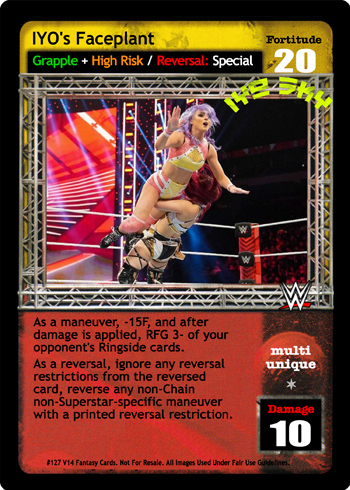 IYO's Faceplant
Fortitude
Grapple + High Risk / Reversal: Special
20
IYO SKY
As a maneuver, -15F, and after
damage is applied, RFG 3- of your
opponent's Ringside cards.
As a reversal, ignore any reversal
restrictions from the reversed
card, reverse any non-Chain
non-Superstar-specific maneuver
with a printed reversal restriction.
multi
unique
*
Damage
10
#127 V14 Fantasy Cards. Not For Resale. All Images Used Under Fair Use Guidelines.